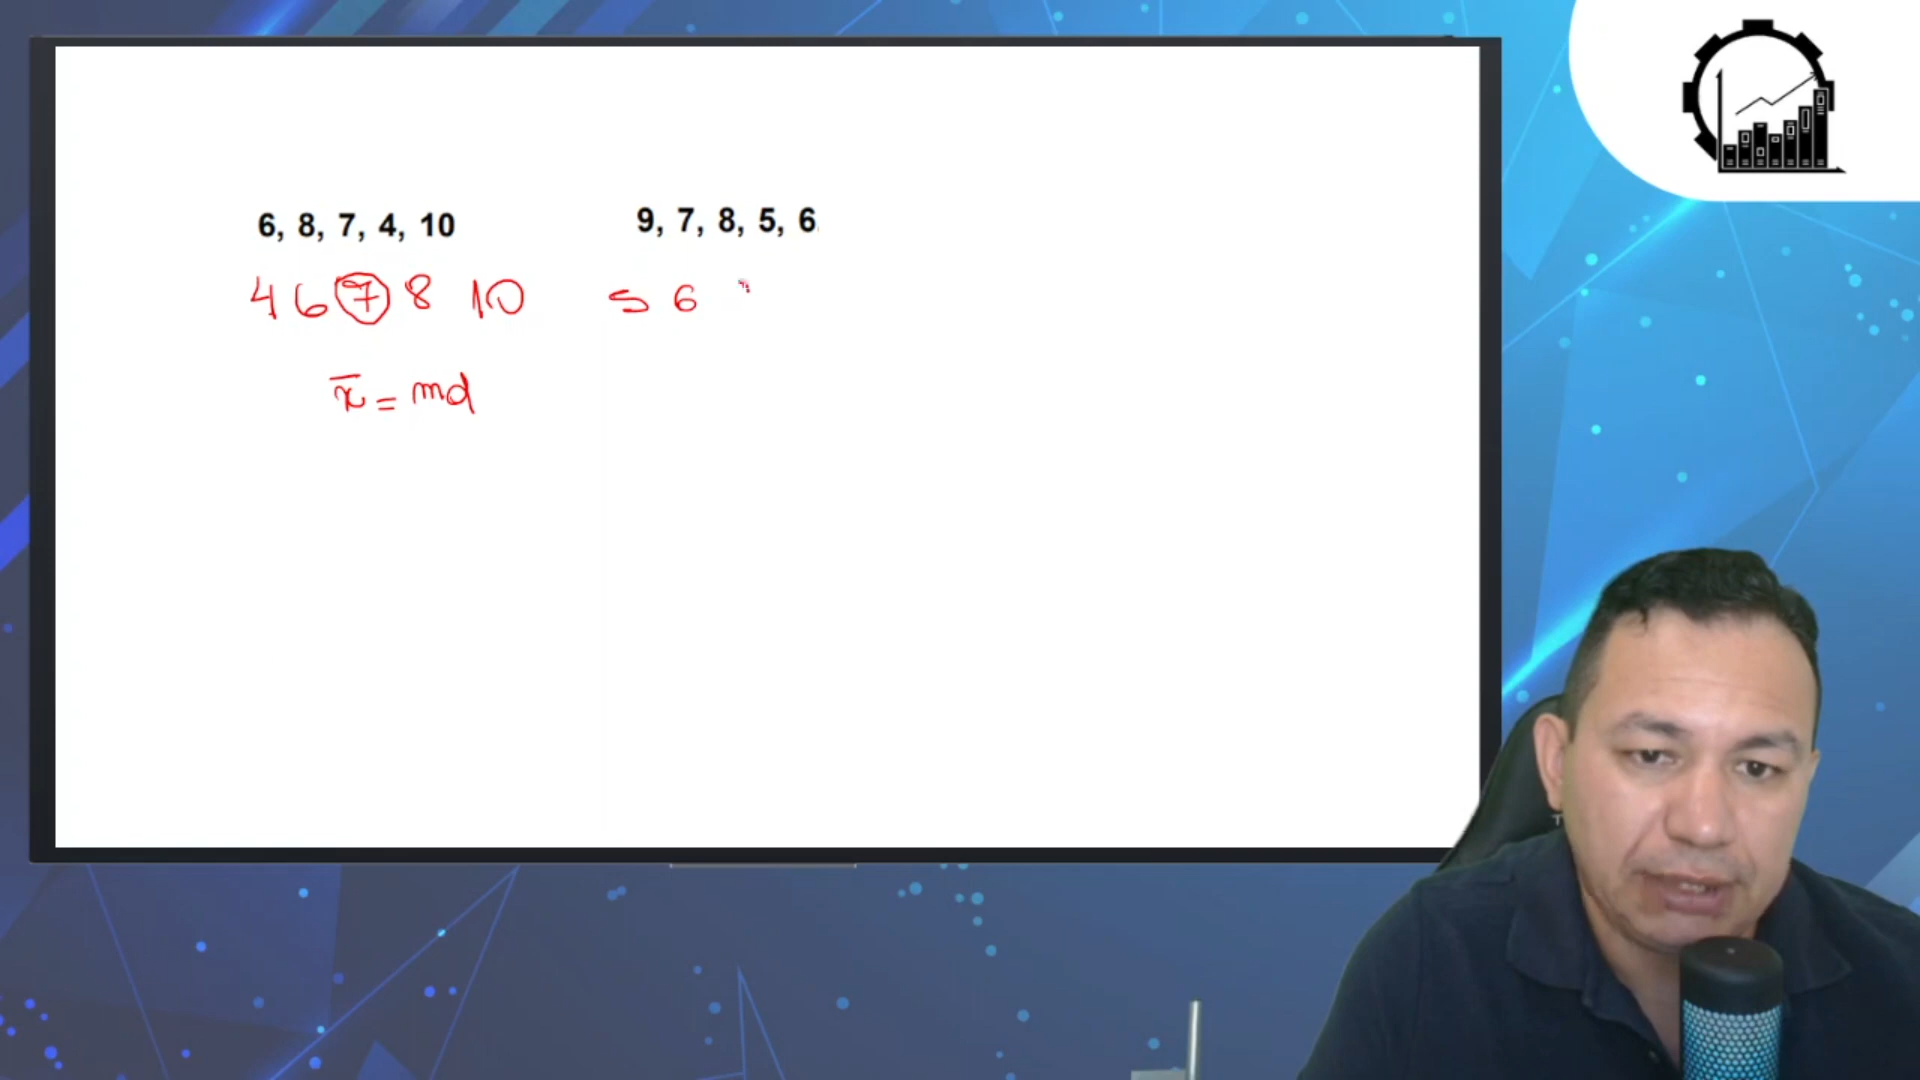 6, 8, 7, 4, 10
9, 7, 8, 5, 6
4 6 7 8 10
5 6
x̄ = md